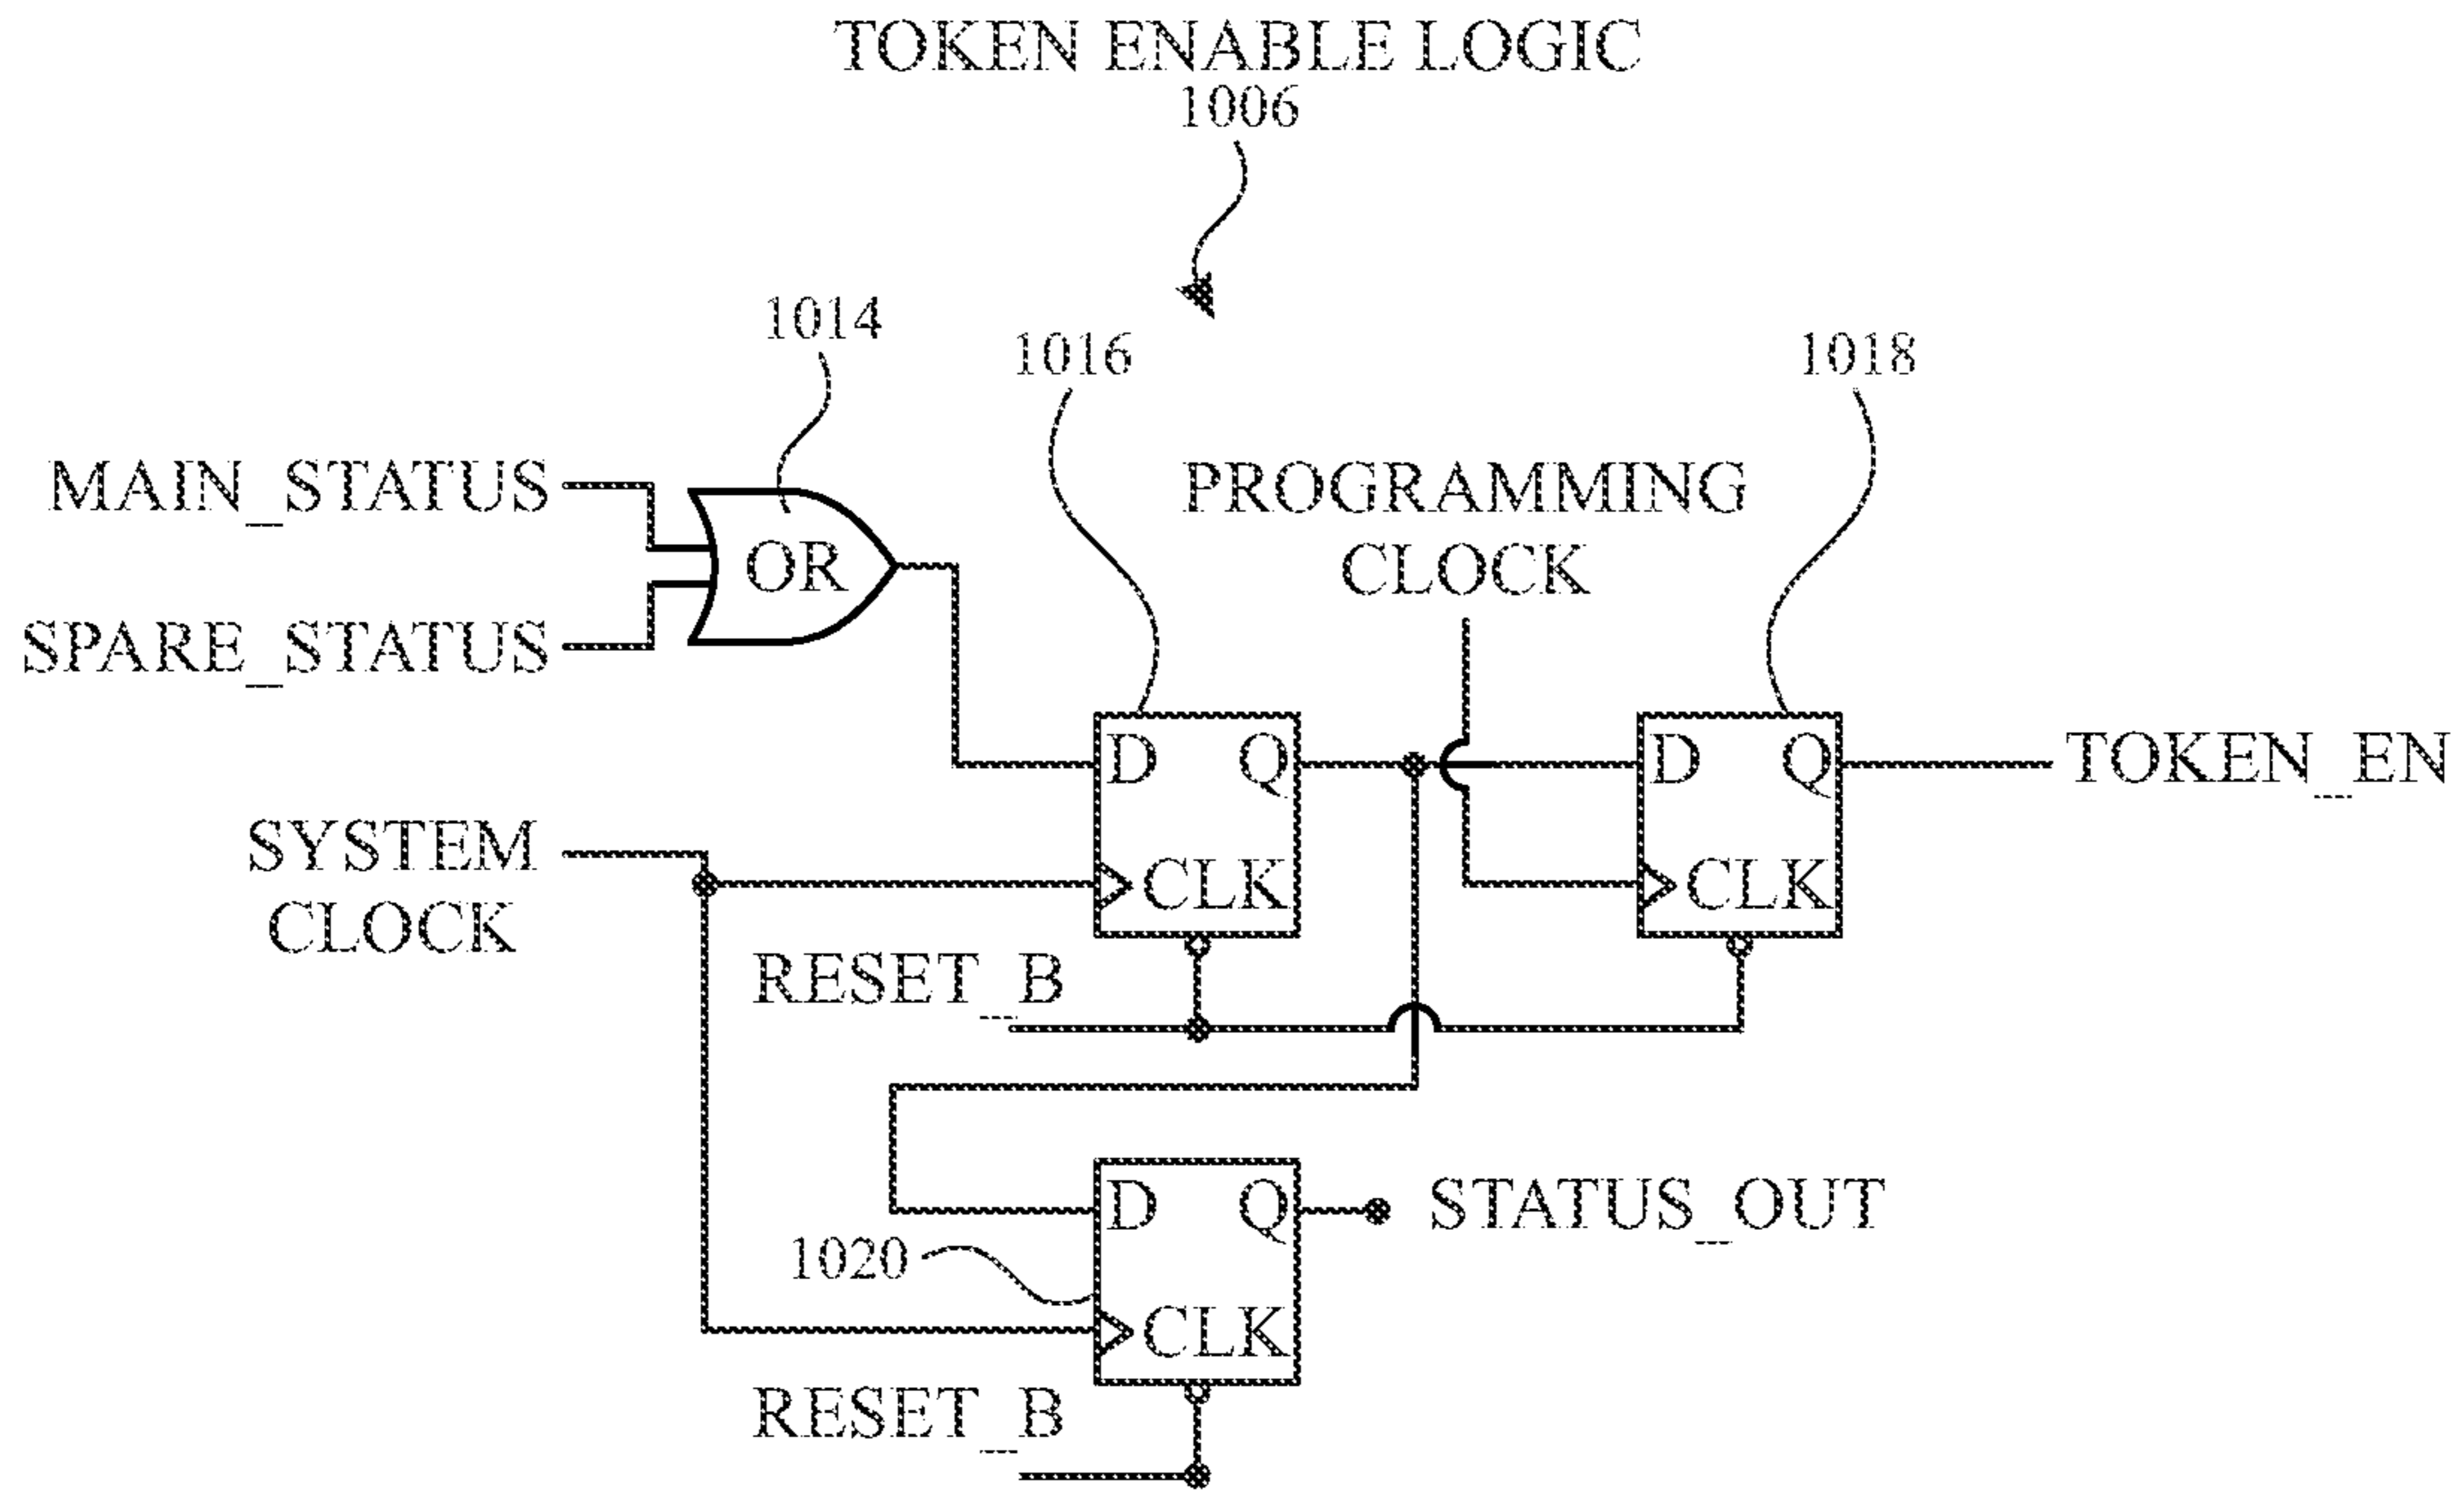 TOKEN ENABLE LOGIC
1006
1014
1016
1018
MAIN_STATUS
OR
PROGRAMMING
CLOCK
SPARE_STATUS
D Q
D Q
TOKEN_EN
SYSTEM
CLOCK
CLK
CLK
RESET_B
D Q
STATUS_OUT
1020
CLK
RESET_B